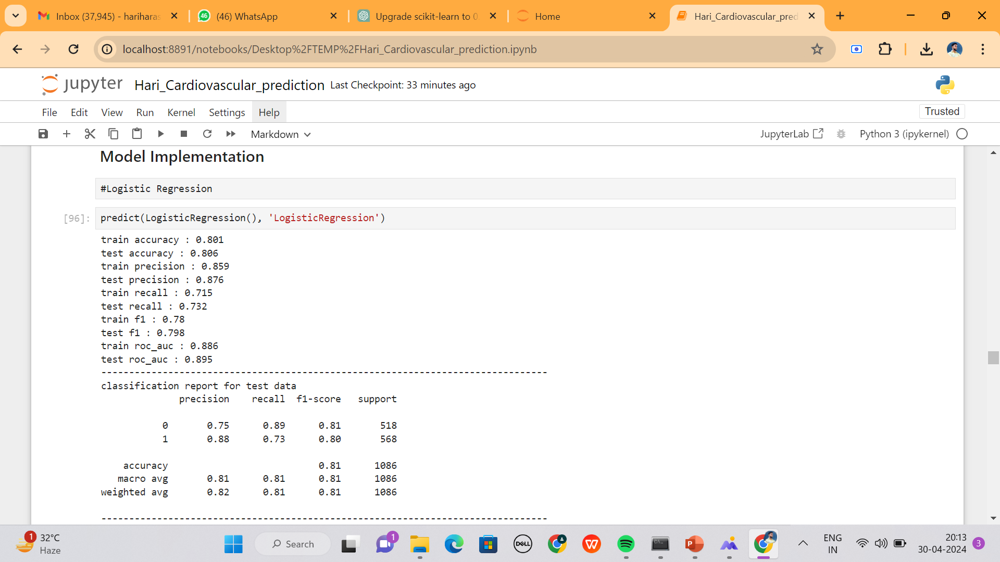 Inbox (37,945) - hariharas
46
(46) WhatsApp
Upgrade scikit-learn to 0.
Home
Hari_Cardiovascular_pred
localhost:8891/notebooks/Desktop%2FTEMP%2FHari_Cardiovascular_prediction.ipynb
jupyter Hari_Cardiovascular_prediction Last Checkpoint: 33 minutes ago
File Edit View Run Kernel Settings Help
Trusted
Markdown
JupyterLab
Python 3 (ipykernel)
Model Implementation
#Logistic Regression
[96]: predict(LogisticRegression(), 'LogisticRegression')
train accuracy : 0.801
test accuracy : 0.806
train precision : 0.859
test precision : 0.876
train recall : 0.715
test recall : 0.732
train f1 : 0.78
test f1 : 0.798
train roc_auc : 0.886
test roc_auc : 0.895
--------------------------------------------------------------------------------
classification report for test data
precision recall f1-score support
0 0.75 0.89 0.81 518
1 0.88 0.73 0.80 568
accuracy 0.81 1086
macro avg 0.81 0.81 0.81 1086
weighted avg 0.82 0.81 0.81 1086
--------------------------------------------------------------------------------
1
32°C
Haze
Search
1
DELL
W
C:\_
P
ENG
IN
20:13
30-04-2024
3